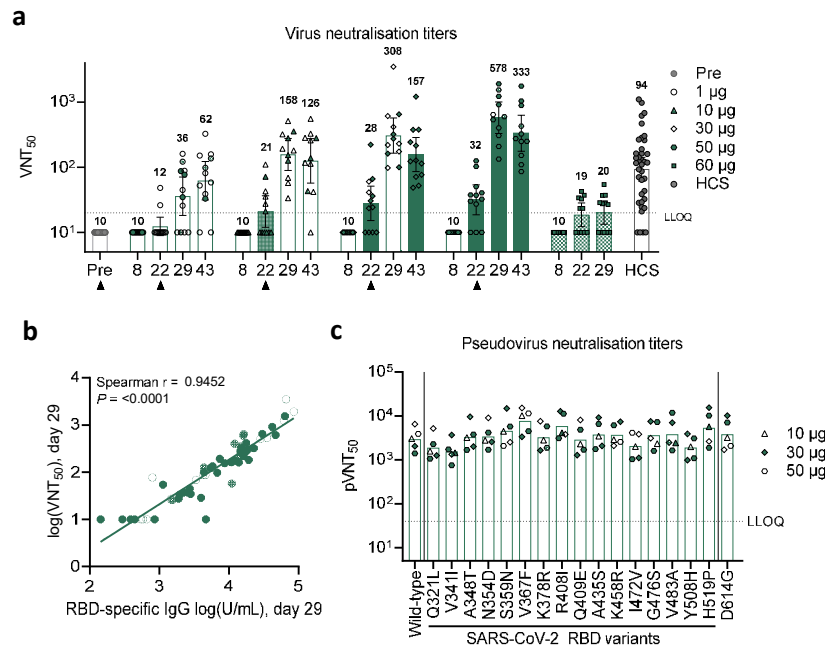 a
Virus neutralisation titers
VNT50
10³
10²
10¹
10
10
12
36
62
10
21
158
126
10
28
308
157
10
32
578
333
10
19
20
94
LLOQ
Pre
8 22 29 43
8 22 29 43
8 22 29 43
8 22 29 43
8 22 29
HCS
Pre
1 µg
10 µg
30 µg
50 µg
60 µg
HCS
b
Spearman r = 0.9452
P = <0.0001
log(VNT50), day 29
4
3
2
1
0
2 3 4 5
RBD-specific IgG log(U/mL), day 29
c
Pseudovirus neutralisation titers
pVNT50
10⁵
10⁴
10³
10²
10¹
LLOQ
10 µg
30 µg
50 µg
Wild-type
Q321L
V341I
A348T
N354D
S359N
V367F
K378R
R408I
Q409E
A435S
K458R
I472V
G476S
V483A
Y508H
H519P
D614G
SARS-CoV-2 RBD variants